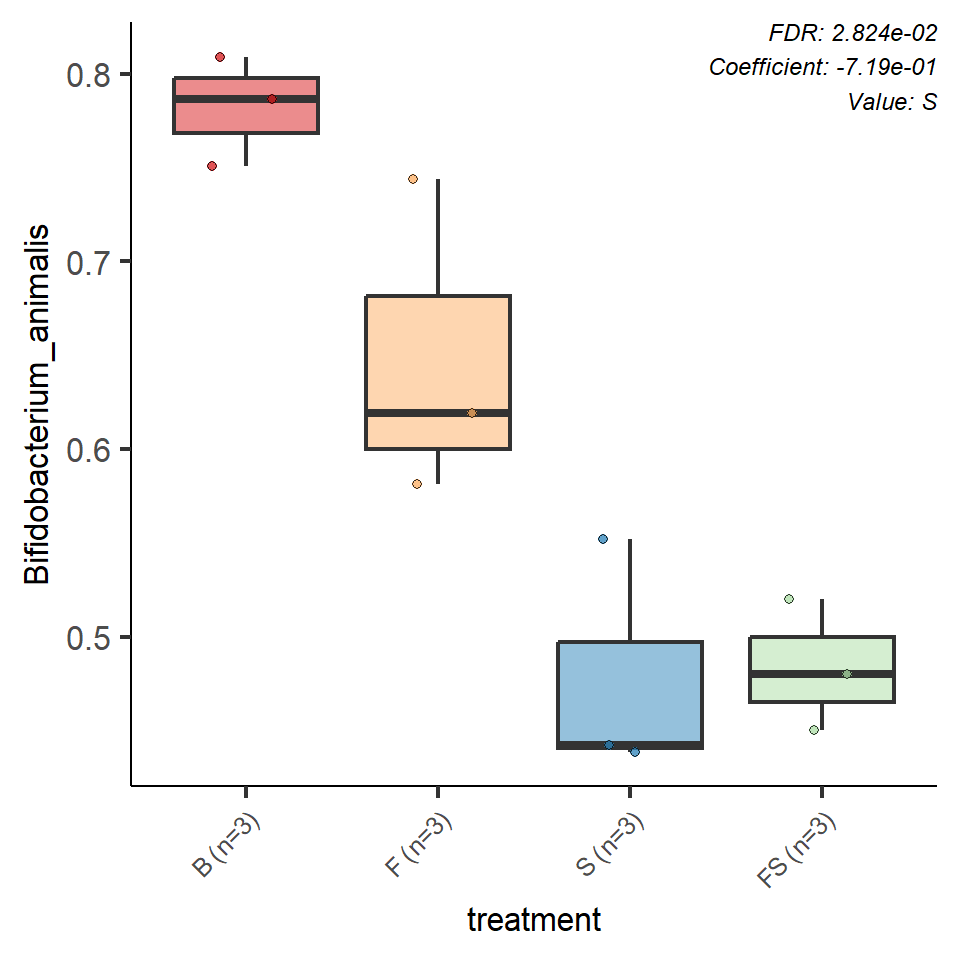 FDR: 2.824e-02
Coefficient: -7.19e-01
Value: S
Bifidobacterium_animalis
0.8
0.7
0.6
0.5
B (n=3)
F (n=3)
S (n=3)
FS (n=3)
treatment